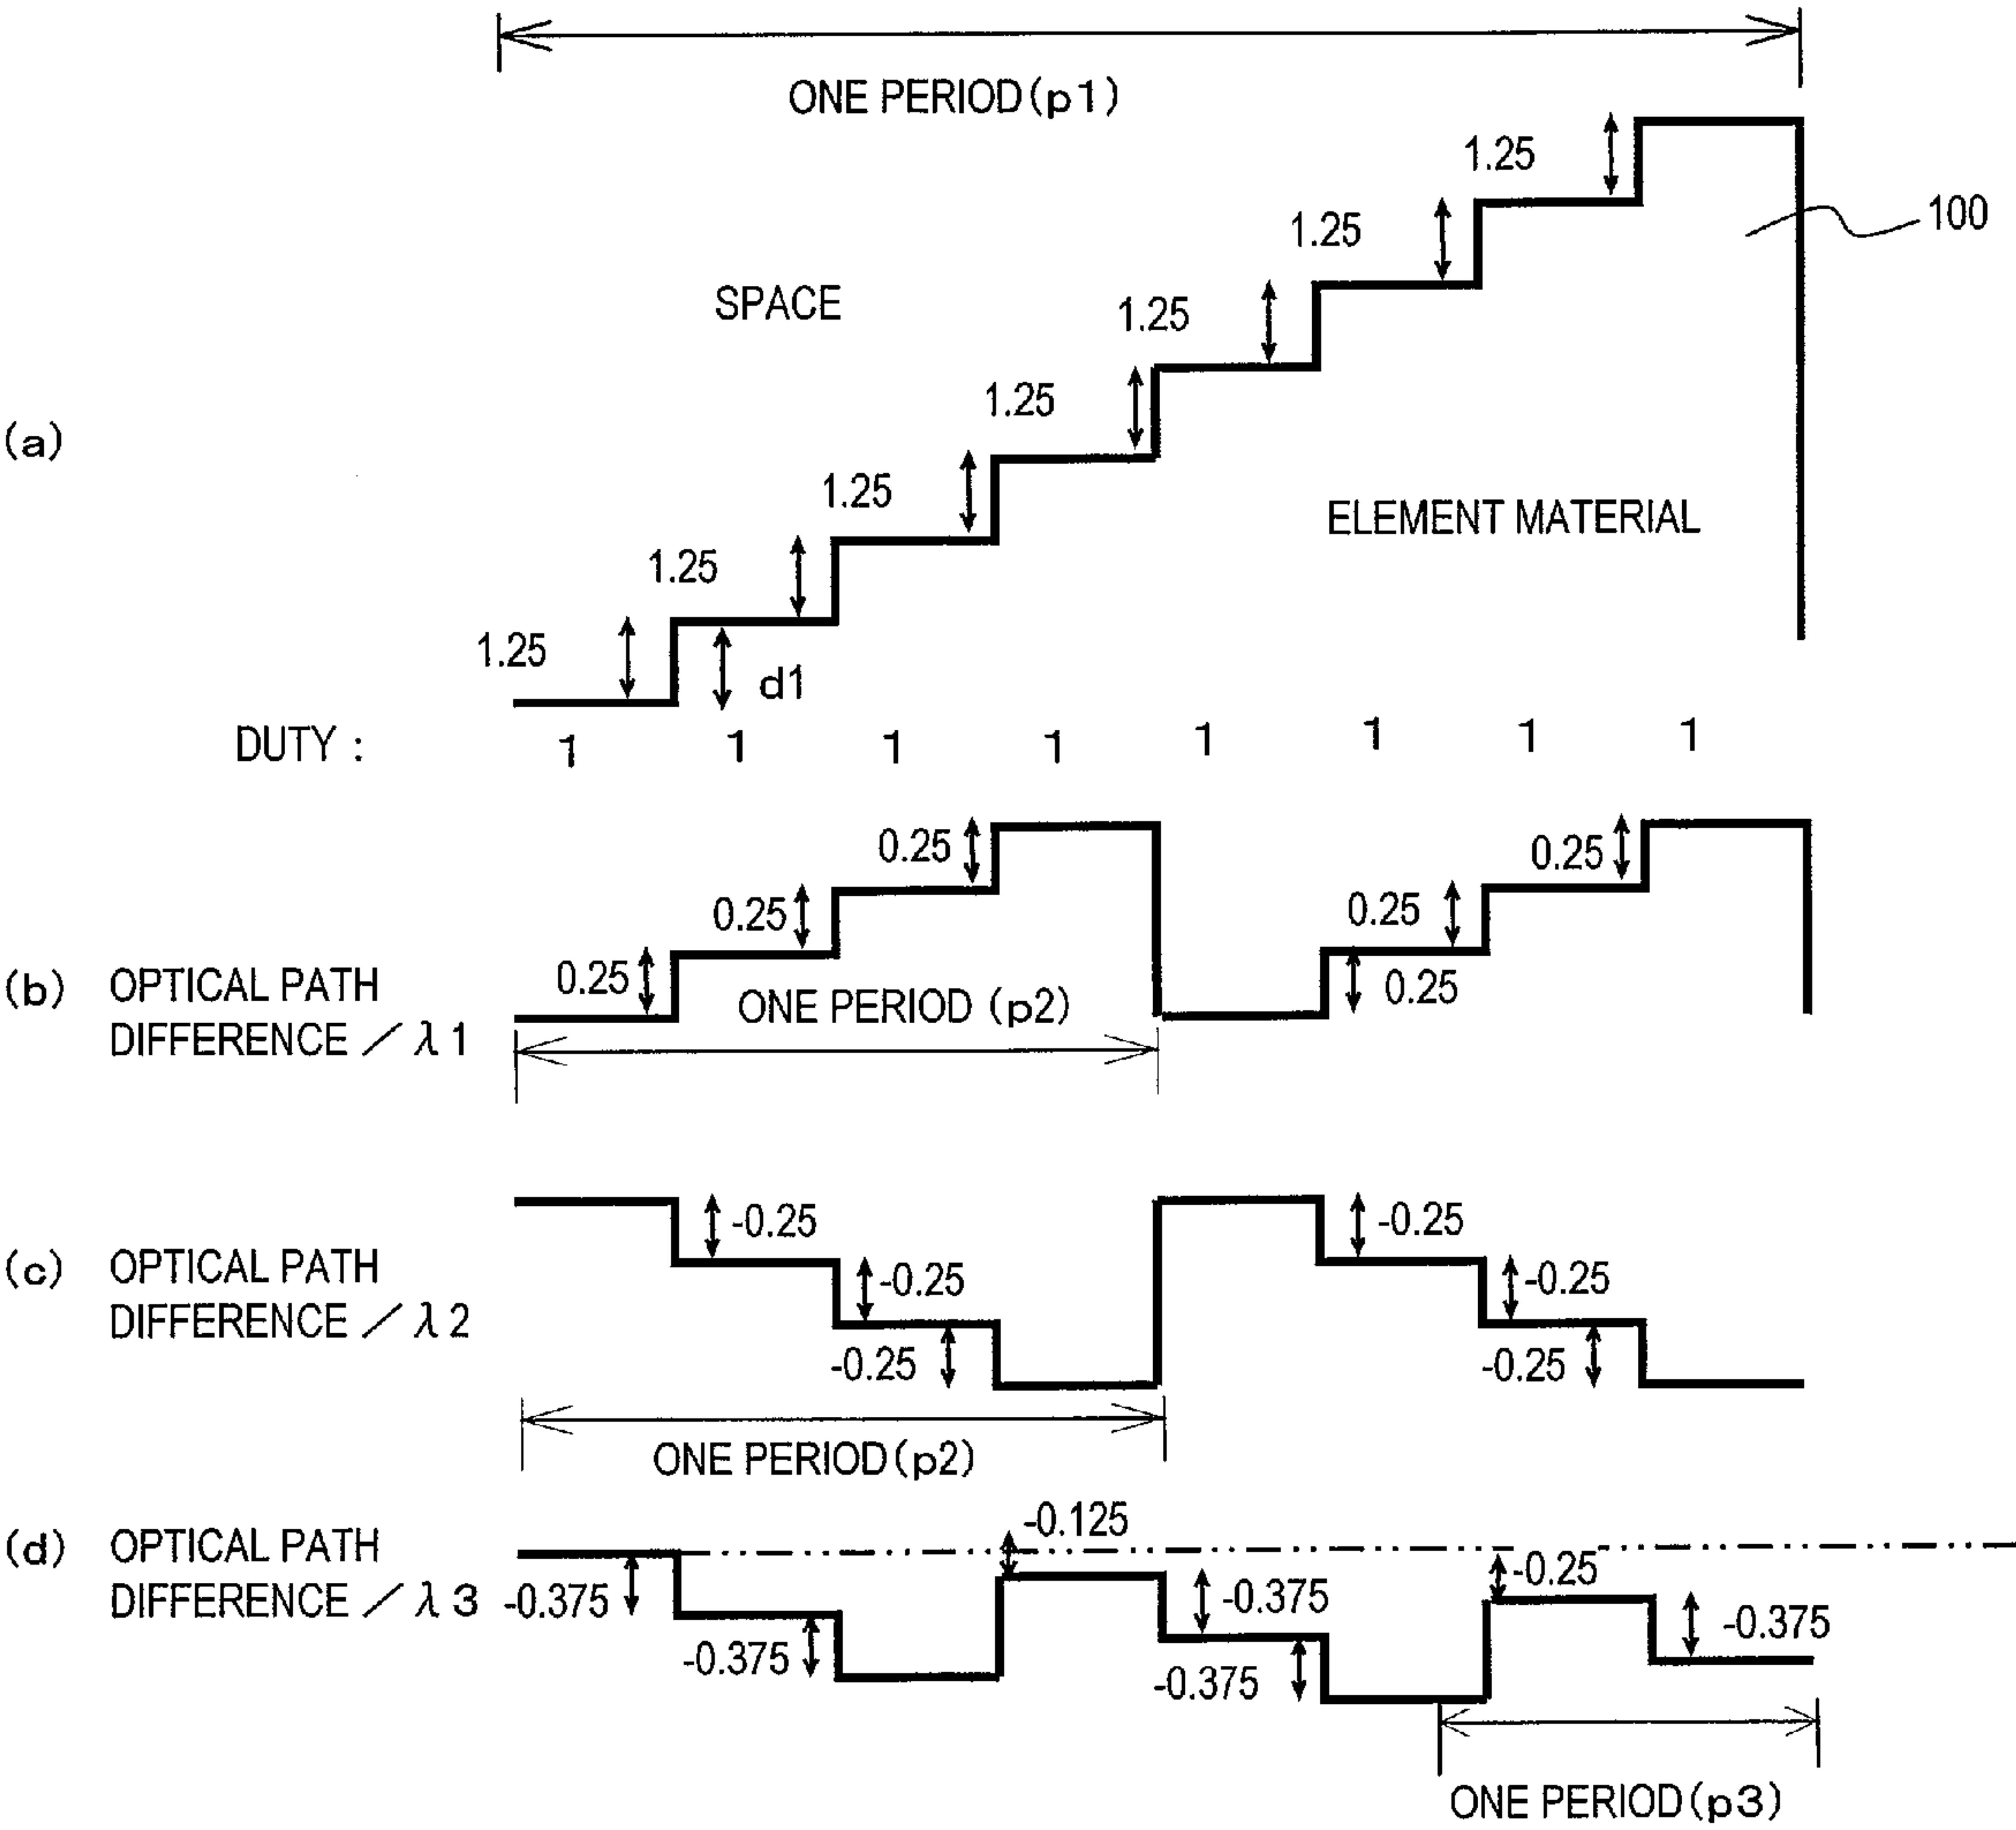 ONE PERIOD(p1)
1.25
100
1.25
SPACE
1.25
1.25
(a)
1.25
ELEMENT MATERIAL
1.25
1.25
d1
DUTY : 1 1 1 1 1 1 1 1
0.25
0.25
0.25
0.25
0.25
0.25
(b) OPTICAL PATH
DIFFERENCE／λ1
ONE PERIOD (p2)
-0.25
-0.25
(c) OPTICAL PATH
DIFFERENCE／λ2
-0.25
-0.25
-0.25
-0.25
ONE PERIOD(p2)
(d) OPTICAL PATH
DIFFERENCE／λ3
-0.125
-0.25
-0.375
-0.375
-0.375
-0.375
-0.375
ONE PERIOD(p3)